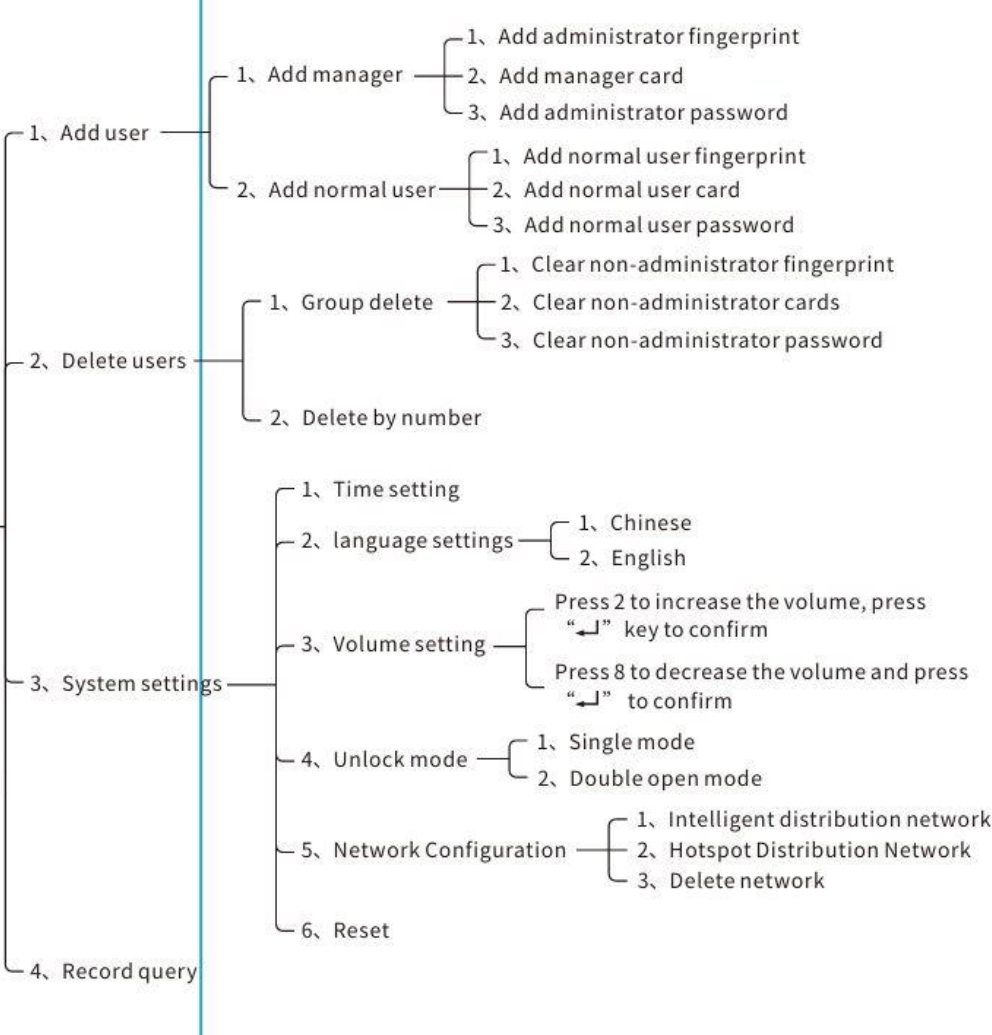 1、Add user
1、Add manager
1、Add administrator fingerprint
2、Add manager card
3、Add administrator password
2、Add normal user
1、Add normal user fingerprint
2、Add normal user card
3、Add normal user password
2、Delete users
1、Group delete
1、Clear non-administrator fingerprint
2、Clear non-administrator cards
3、Clear non-administrator password
2、Delete by number
3、System settings
1、Time setting
2、language settings
1、Chinese
2、English
3、Volume setting
Press 2 to increase the volume, press
“↵” key to confirm
Press 8 to decrease the volume and press
“↵” to confirm
4、Unlock mode
1、Single mode
2、Double open mode
5、Network Configuration
1、Intelligent distribution network
2、Hotspot Distribution Network
3、Delete network
6、Reset
4、Record query